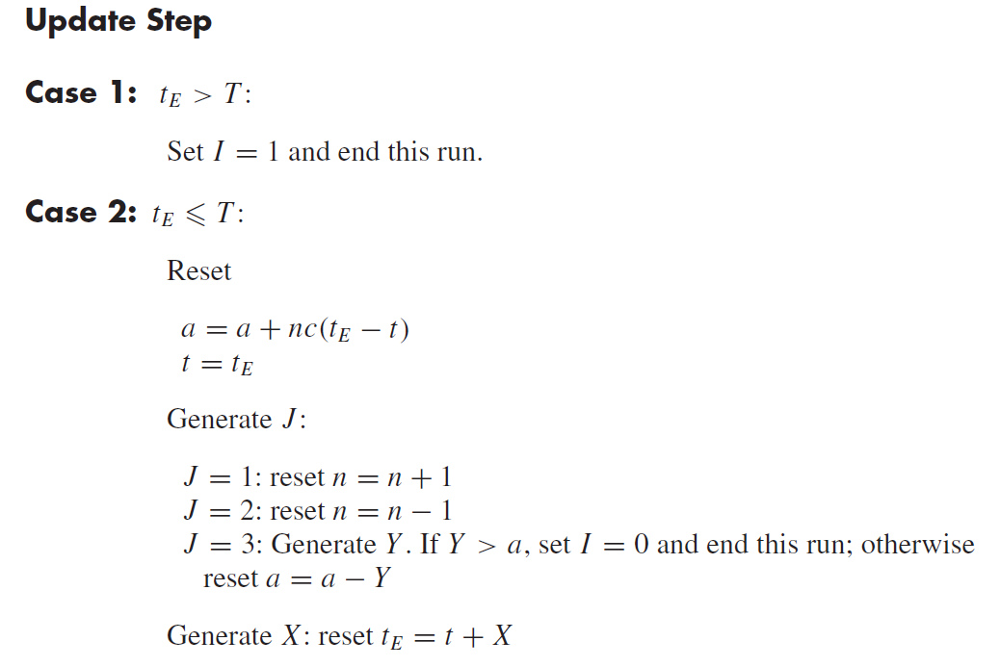 Update Step
Case 1: t_E > T:
Set I = 1 and end this run.
Case 2: t_E ⩽ T:
Reset
a = a + nc(t_E − t)
t = t_E
Generate J:
J = 1: reset n = n + 1
J = 2: reset n = n − 1
J = 3: Generate Y. If Y > a, set I = 0 and end this run; otherwise
reset a = a − Y
Generate X: reset t_E = t + X